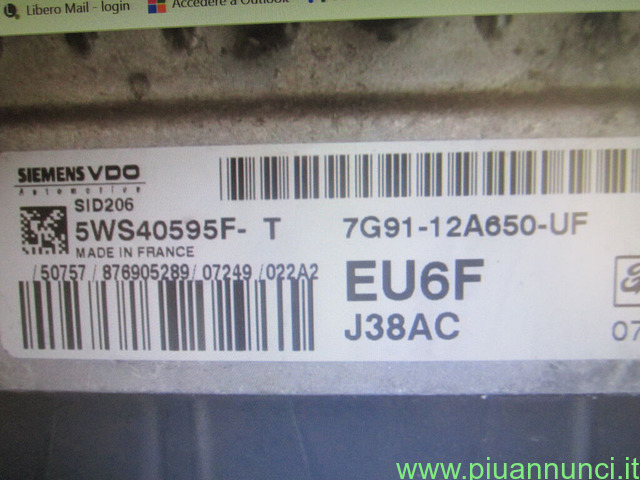 Libero Mail - login
Accedere a Outlook
SIEMENS VDO
Automotive
SID206
5WS40595F- T
7G91-12A650-UF
MADE IN FRANCE
/50757/876905289/07249/022A2
EU6F
J38AC
07
www.piuannunci.it